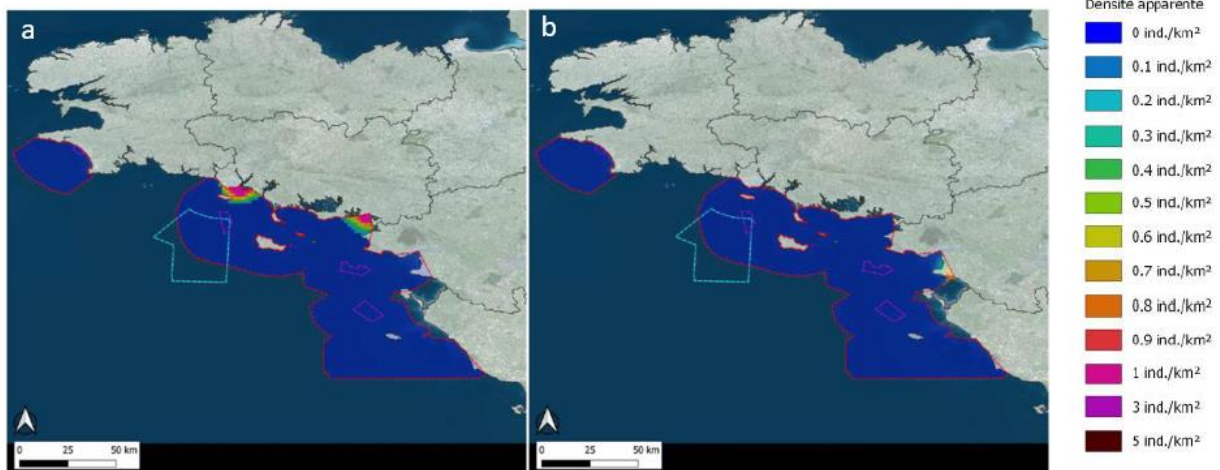 a
b
Densité apparente
0 ind./km²
0.1 ind./km²
0.2 ind./km²
0.3 ind./km²
0.4 ind./km²
0.5 ind./km²
0.6 ind./km²
0.7 ind./km²
0.8 ind./km²
0.9 ind./km²
1 ind./km²
3 ind./km²
5 ind./km²
0 25 50 km
0 25 50 km